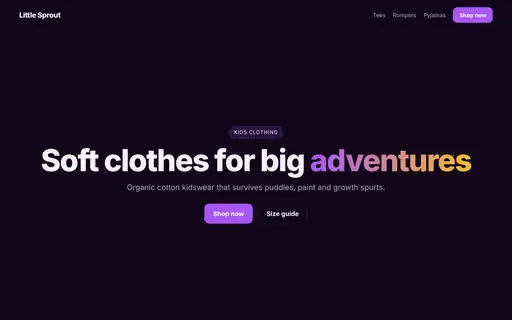 Little Sprout
Tees Rompers Pyjamas Shop now
KIDS CLOTHING
Soft clothes for big adventures
Organic cotton kidswear that survives puddles, paint and growth spurts.
Shop now Size guide